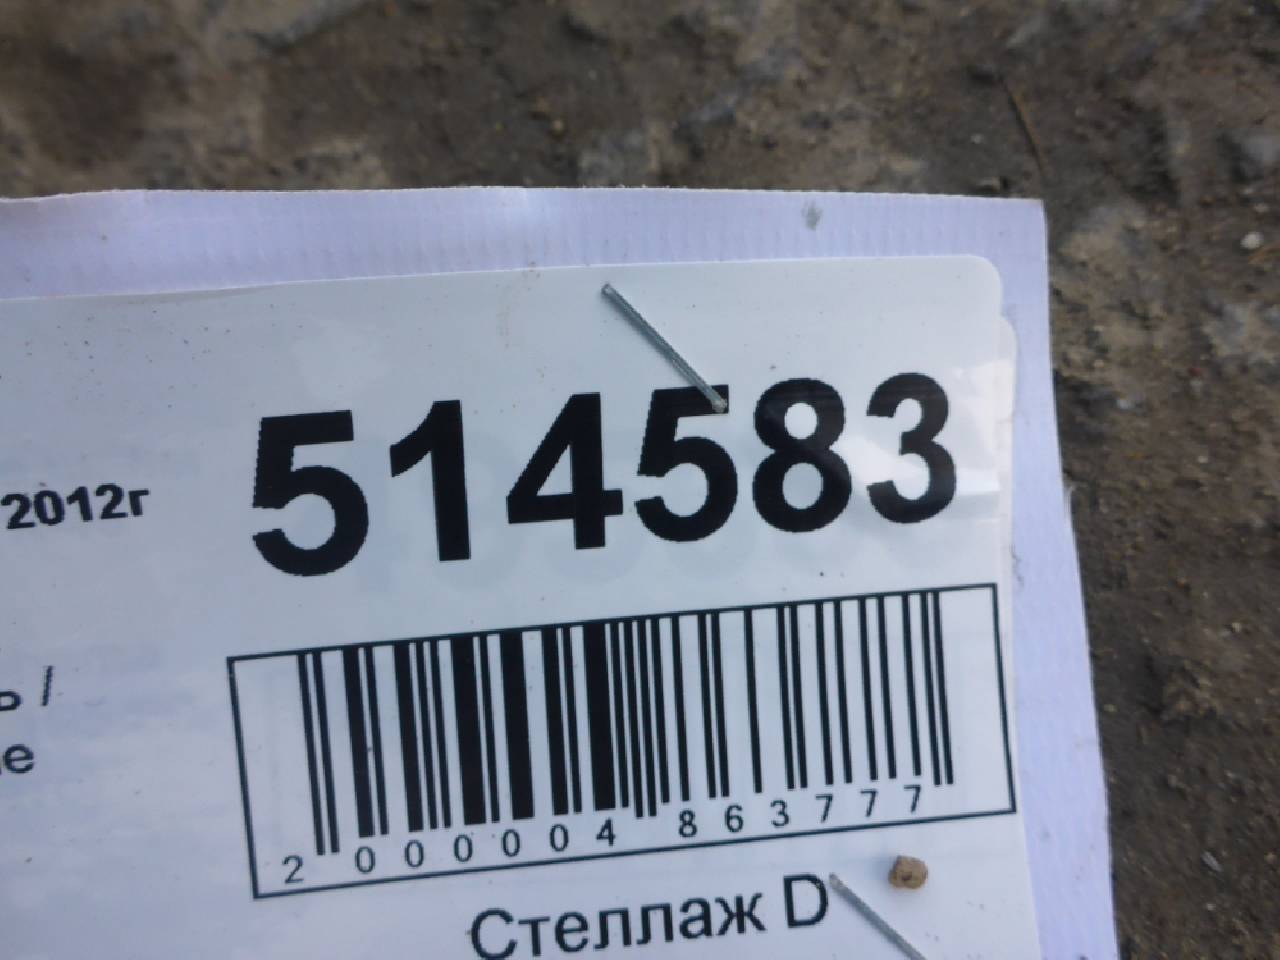 514583
2012г
ь /
е
2 000004 863777
Стеллаж D